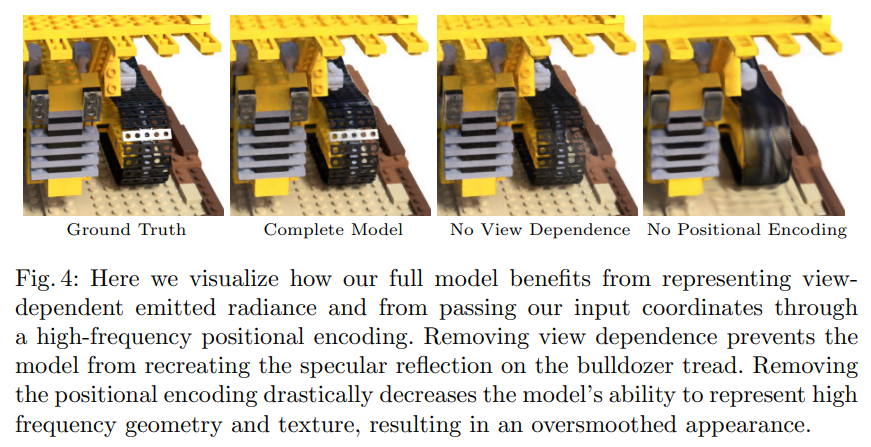 Ground Truth
Complete Model
No View Dependence
No Positional Encoding
Fig. 4: Here we visualize how our full model benefits from representing view-
dependent emitted radiance and from passing our input coordinates through
a high-frequency positional encoding. Removing view dependence prevents the
model from recreating the specular reflection on the bulldozer tread. Removing
the positional encoding drastically decreases the model's ability to represent high
frequency geometry and texture, resulting in an oversmoothed appearance.